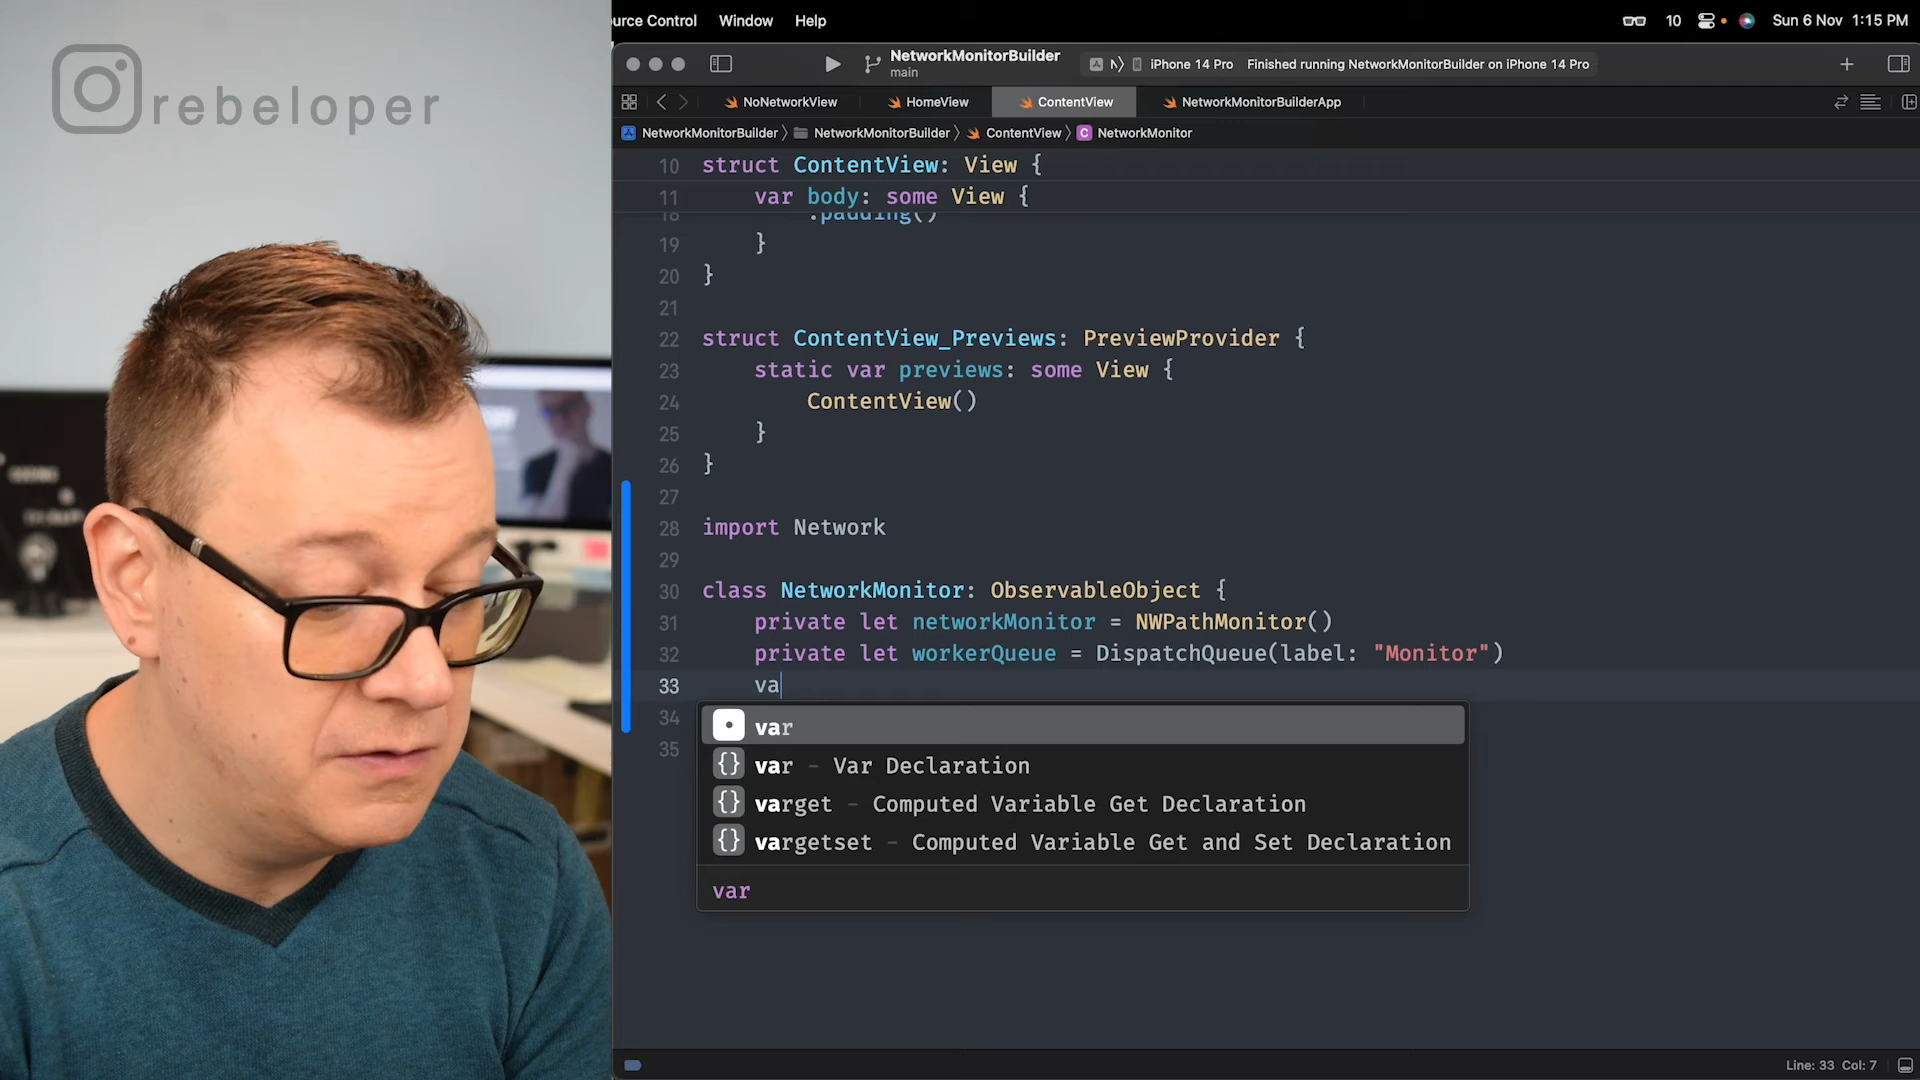 rebeloper
urce Control Window Help
10 Sun 6 Nov 1:15 PM
NetworkMonitorBuilder
main
iPhone 14 Pro Finished running NetworkMonitorBuilder on iPhone 14 Pro
NoNetworkView HomeView ContentView NetworkMonitorBuilderApp
NetworkMonitorBuilder NetworkMonitorBuilder ContentView C NetworkMonitor
10 struct ContentView: View {
11 var body: some View {
18 .padding()
19 }
20 }
21
22 struct ContentView_Previews: PreviewProvider {
23 static var previews: some View {
24 ContentView()
25 }
26 }
27
28 import Network
29
30 class NetworkMonitor: ObservableObject {
31 private let networkMonitor = NWPathMonitor()
32 private let workerQueue = DispatchQueue(label: "Monitor")
33 va
34 var
{} var - Var Declaration
35
{} varget - Computed Variable Get Declaration
{} vargetset - Computed Variable Get and Set Declaration
var
Line: 33 Col: 7